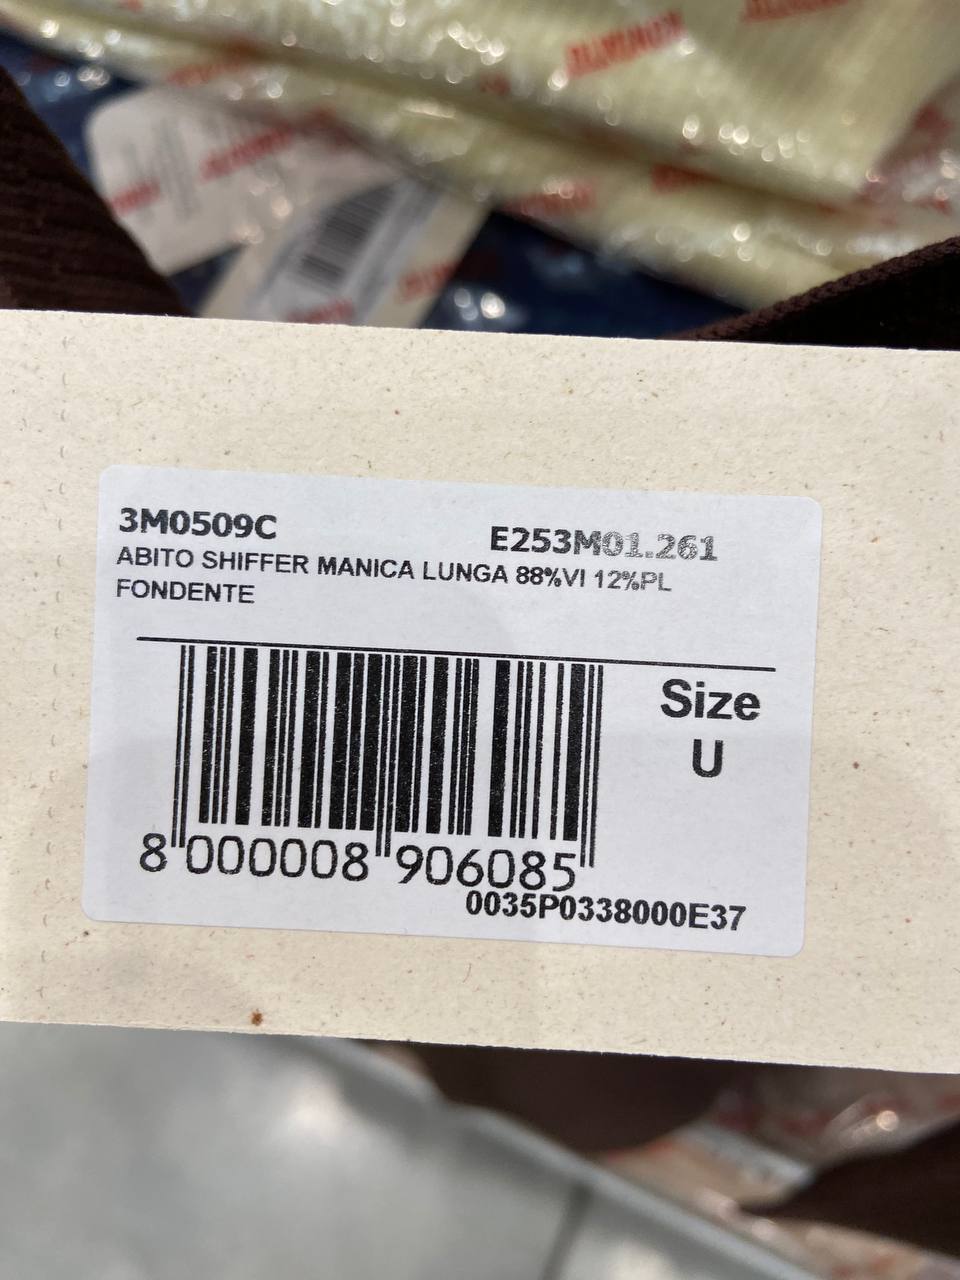 3M0509C E253M01.261
ABITO SHIFFER MANICA LUNGA 88%VI 12%PL
FONDENTE
Size
U
8 000008 906085
0035P0338000E37